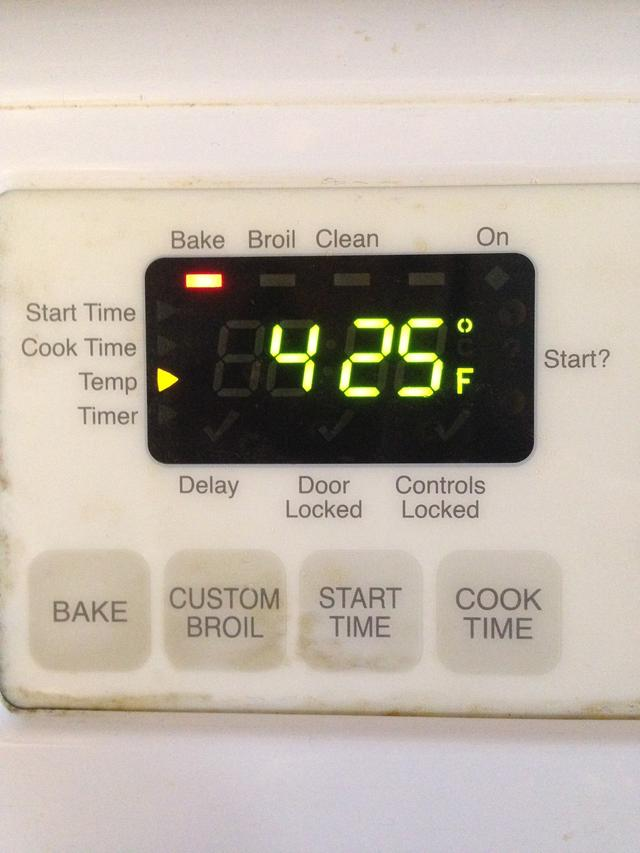 Bake Broil Clean On
Start Time
Cook Time
Temp
Timer
425°F
Start?
Delay
Door
Locked
Controls
Locked
BAKE
CUSTOM
BROIL
START
TIME
COOK
TIME